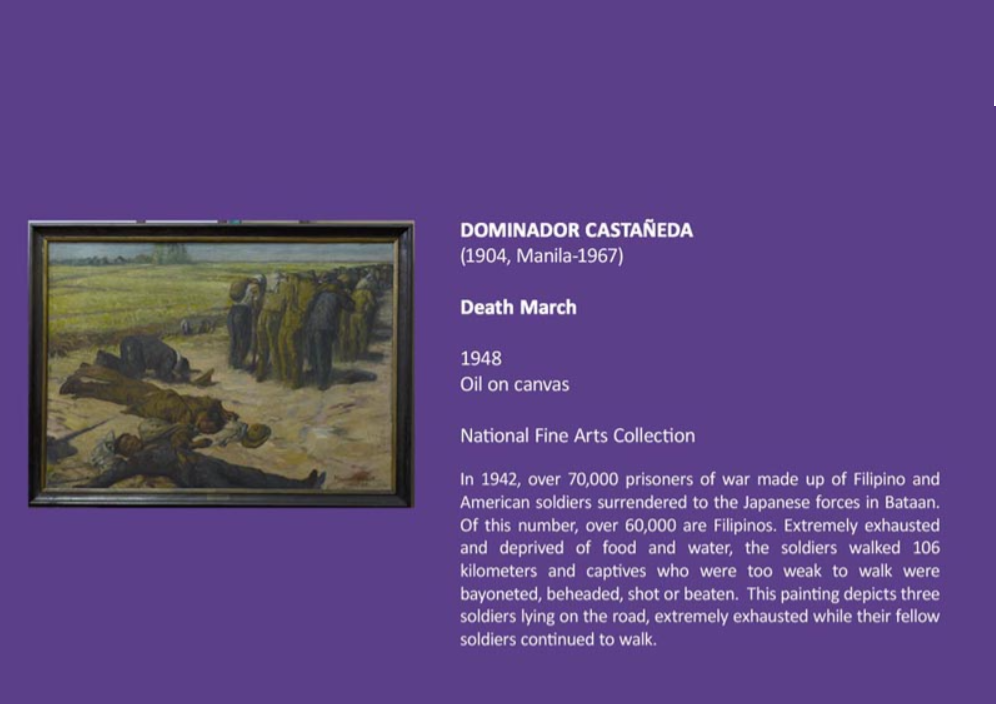 DOMINADOR CASTAÑEDA
(1904, Manila-1967)
Death March
1948
Oil on canvas
National Fine Arts Collection
In 1942, over 70,000 prisoners of war made up of Filipino and
American soldiers surrendered to the Japanese forces in Bataan.
Of this number, over 60,000 are Filipinos. Extremely exhausted
and deprived of food and water, the soldiers walked 106
kilometers and captives who were too weak to walk were
bayoneted, beheaded, shot or beaten. This painting depicts three
soldiers lying on the road, extremely exhausted while their fellow
soldiers continued to walk.